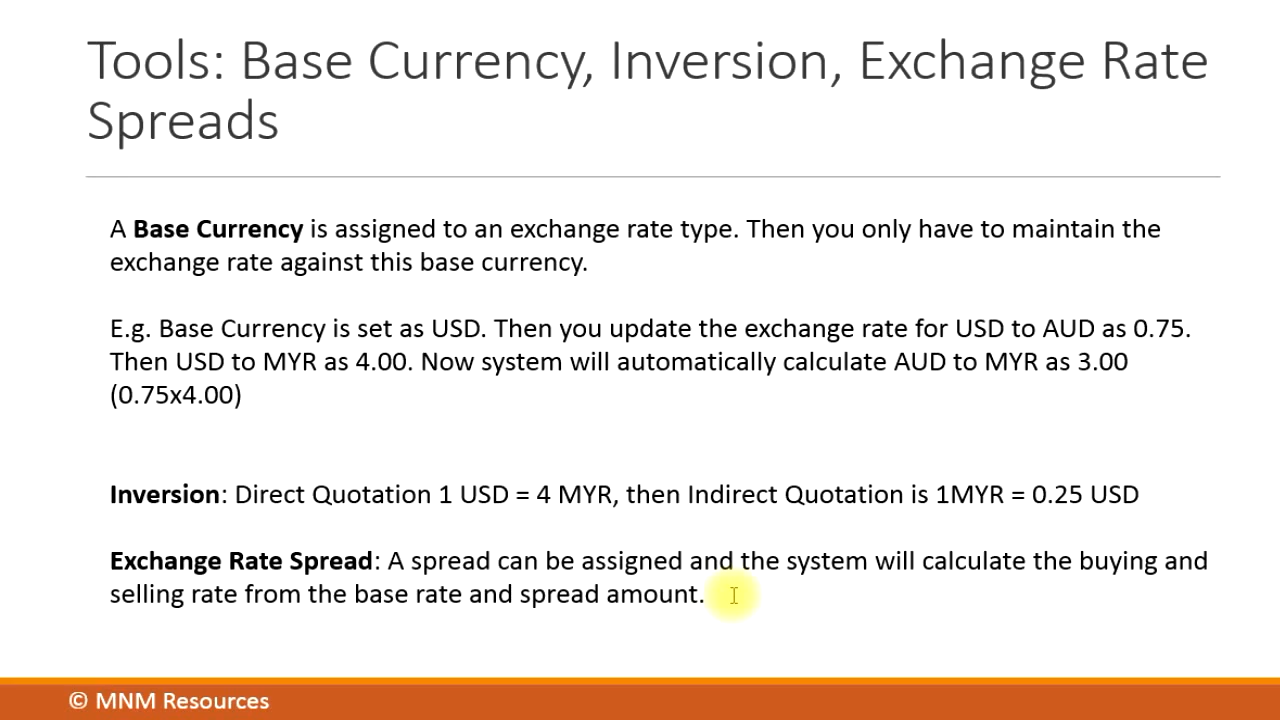 Tools: Base Currency, Inversion, Exchange Rate
Spreads
A Base Currency is assigned to an exchange rate type. Then you only have to maintain the
exchange rate against this base currency.
E.g. Base Currency is set as USD. Then you update the exchange rate for USD to AUD as 0.75.
Then USD to MYR as 4.00. Now system will automatically calculate AUD to MYR as 3.00
(0.75x4.00)
Inversion: Direct Quotation 1 USD = 4 MYR, then Indirect Quotation is 1MYR = 0.25 USD
Exchange Rate Spread: A spread can be assigned and the system will calculate the buying and
selling rate from the base rate and spread amount.
© MNM Resources